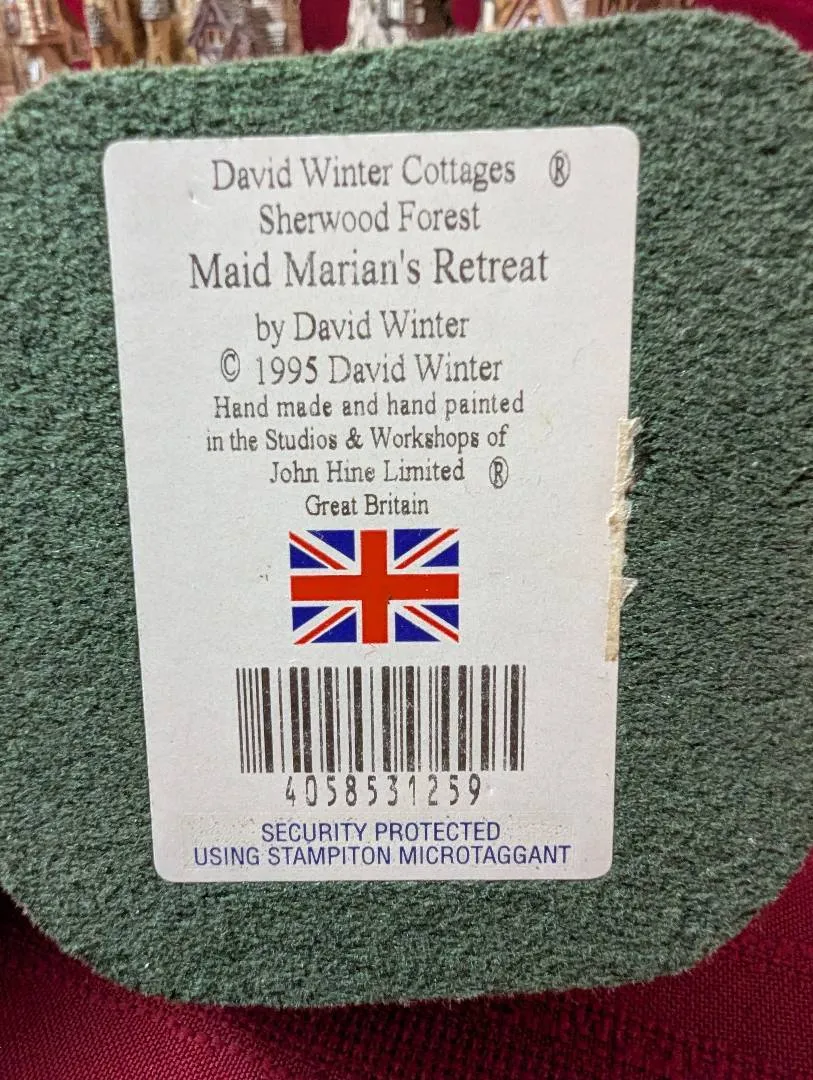 David Winter Cottages ®
Sherwood Forest
Maid Marian's Retreat
by David Winter
© 1995 David Winter
Hand made and hand painted
in the Studios & Workshops of
John Hine Limited ®
Great Britain
4058531259
SECURITY PROTECTED
USING STAMPITON MICROTAGGANT